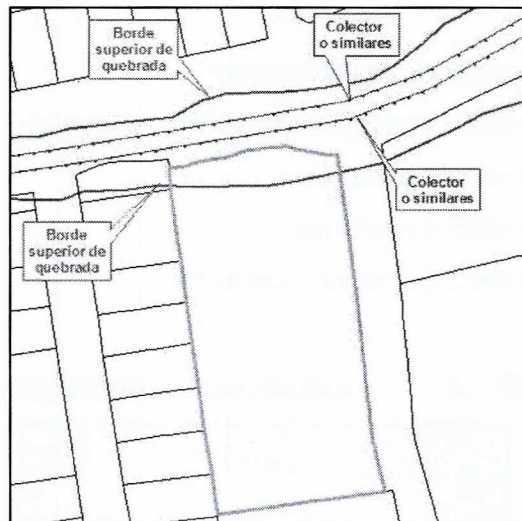 Borde
superior de
quebrada
Colector
o similares
Colector
o similares
Borde
superior de
quebrada